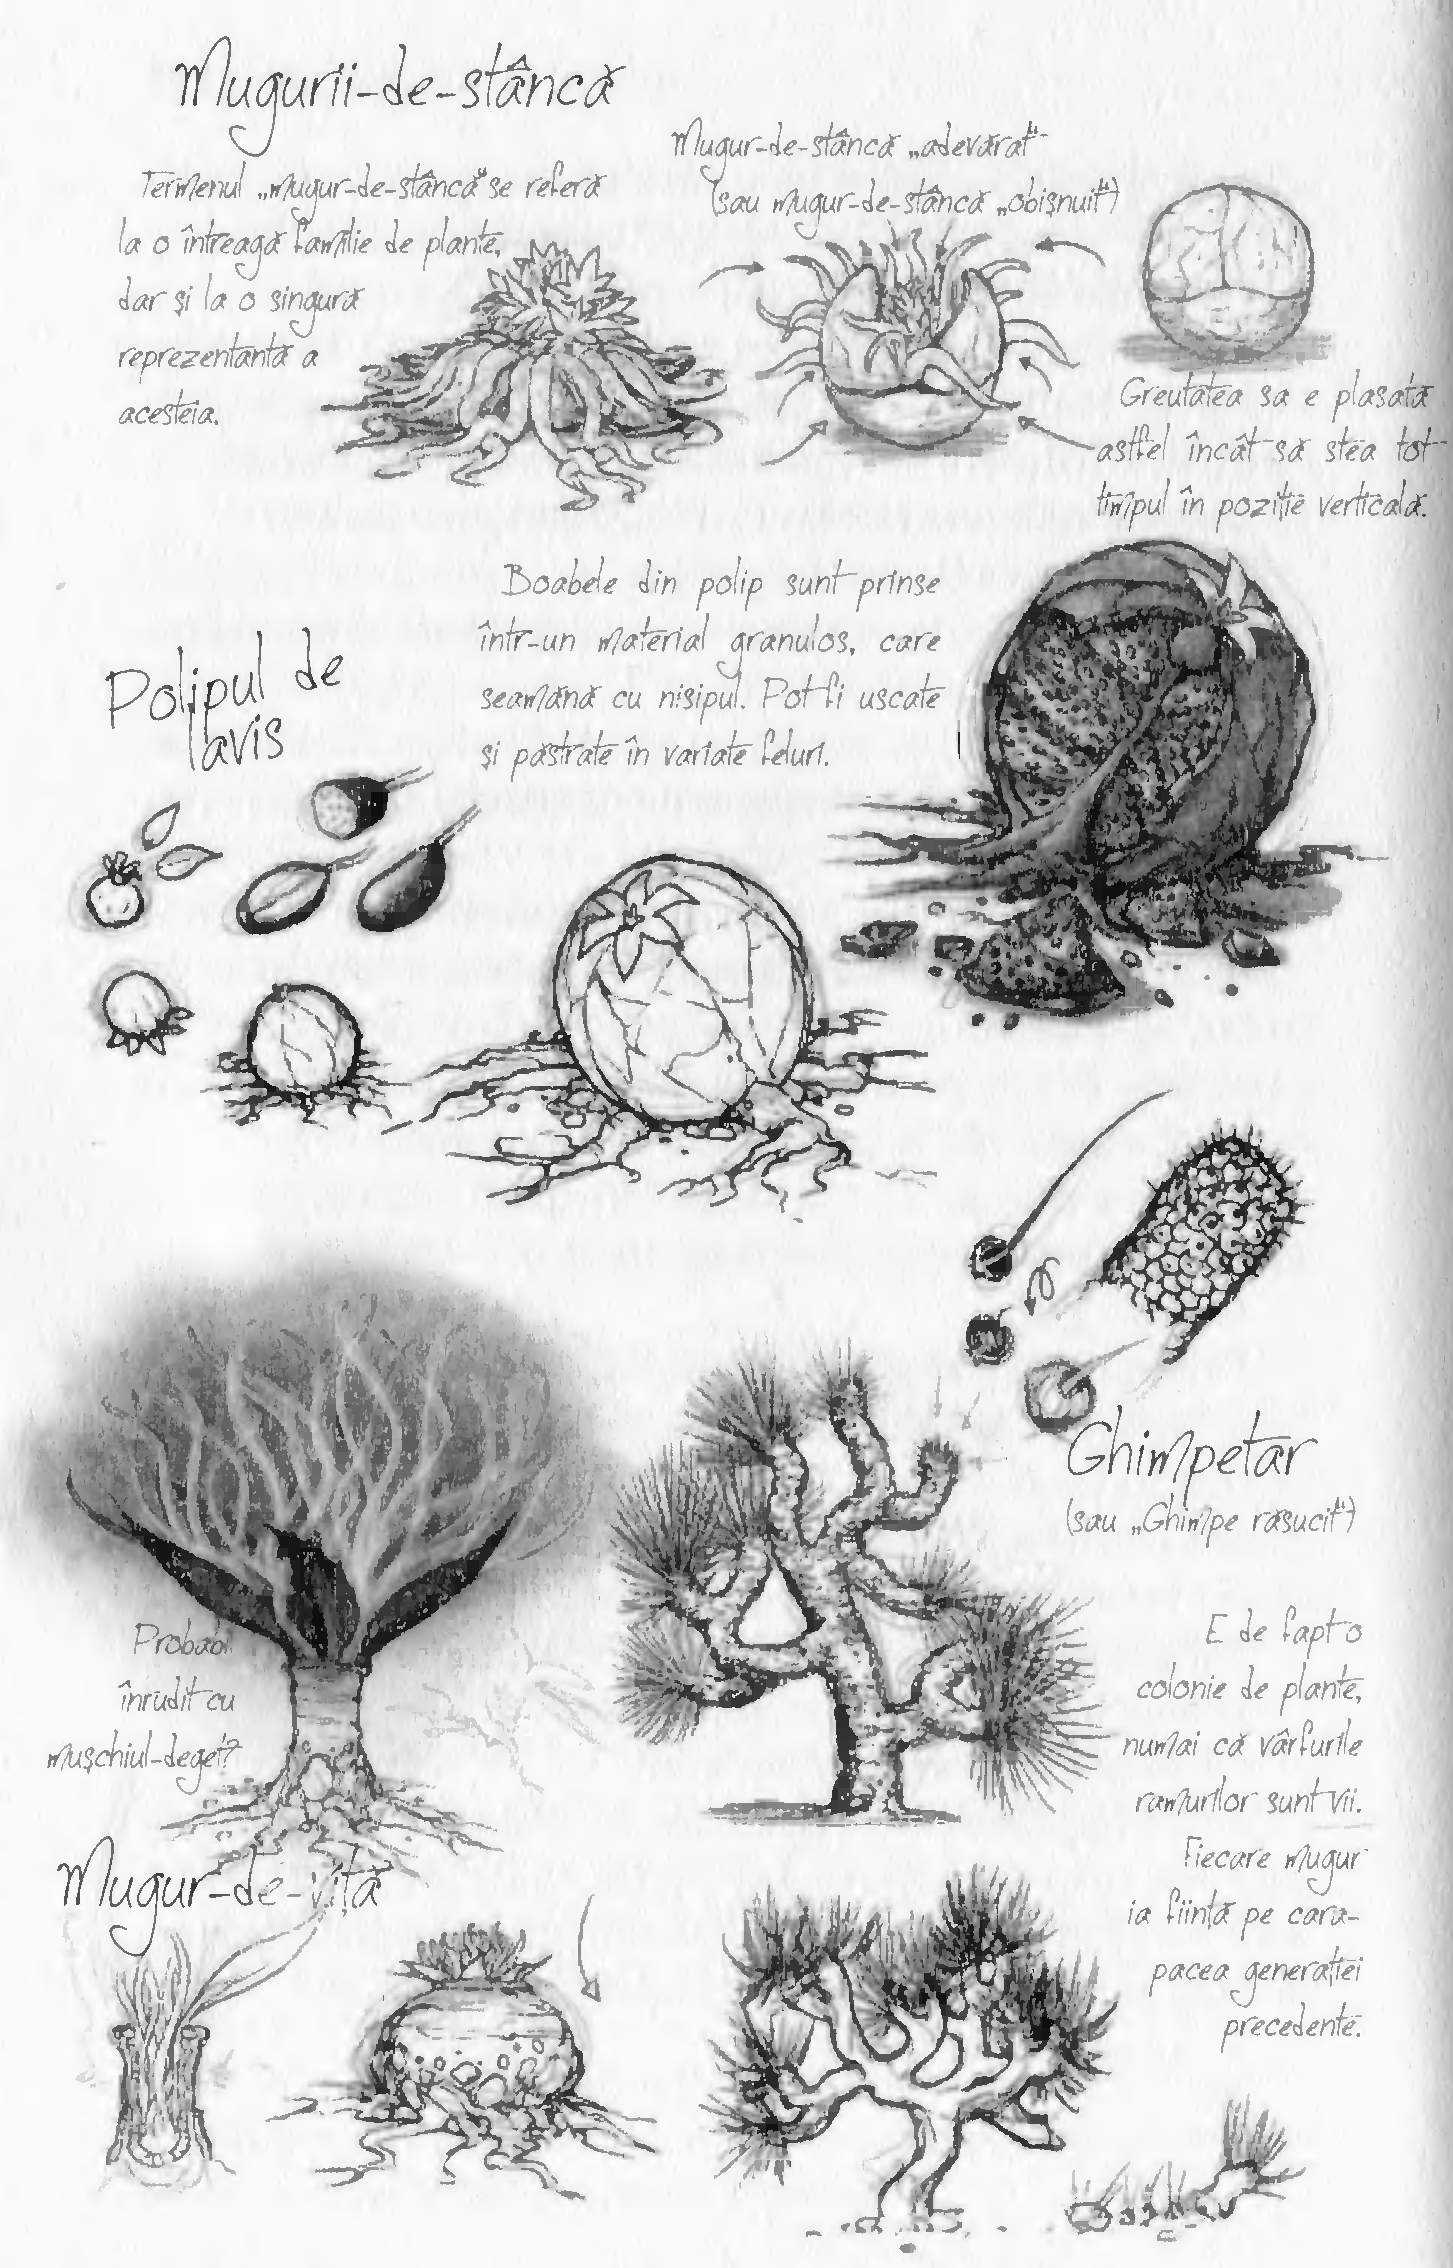 Mugurii-de-stâncă
Termenul „mugur-de-stâncă" se referă
la o întreagă familie de plante,
dar și la o singură
reprezentantă a
acesteia.
Mugur-de-stâncă „adevărat"
(sau mugur-de-stâncă „obișnuit")
Greutatea sa e plasată
astfel încât să stea tot
timpul în poziție verticală.
Boabele din polip sunt prinse
într-un material granulos, care
seamănă cu nisipul. Pot fi uscate
și păstrate în variate feluri.
Polipul de
lavis
Ghimpetar
(sau „Ghimpe răsucit")
E de fapt o
colonie de plante,
numai că vârfurile
ramurilor sunt vii.
Fiecare mugur
ia ființă pe cara-
pacea generației
precedente.
Probabil
înrudit cu
mușchiul-deget?
Mugur-de-viță